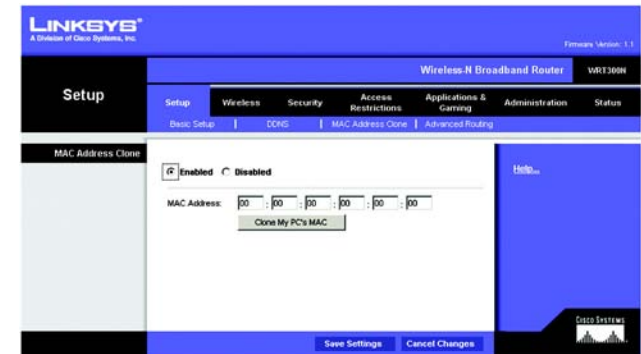 LINKSYS®
A Division of Cisco Systems, Inc.
Firmware Version: 1.1
Wireless-N Broadband Router WRT300N
Setup
Setup Wireless Security Access Restrictions Applications & Gaming Administration Status
Basic Setup | DDNS | MAC Address Clone | Advanced Routing
MAC Address Clone
Enabled Disabled
Help...
MAC Address: 00 : 00 : 00 : 00 : 00 : 00
Clone My PC's MAC
Save Settings Cancel Changes
CISCO SYSTEMS